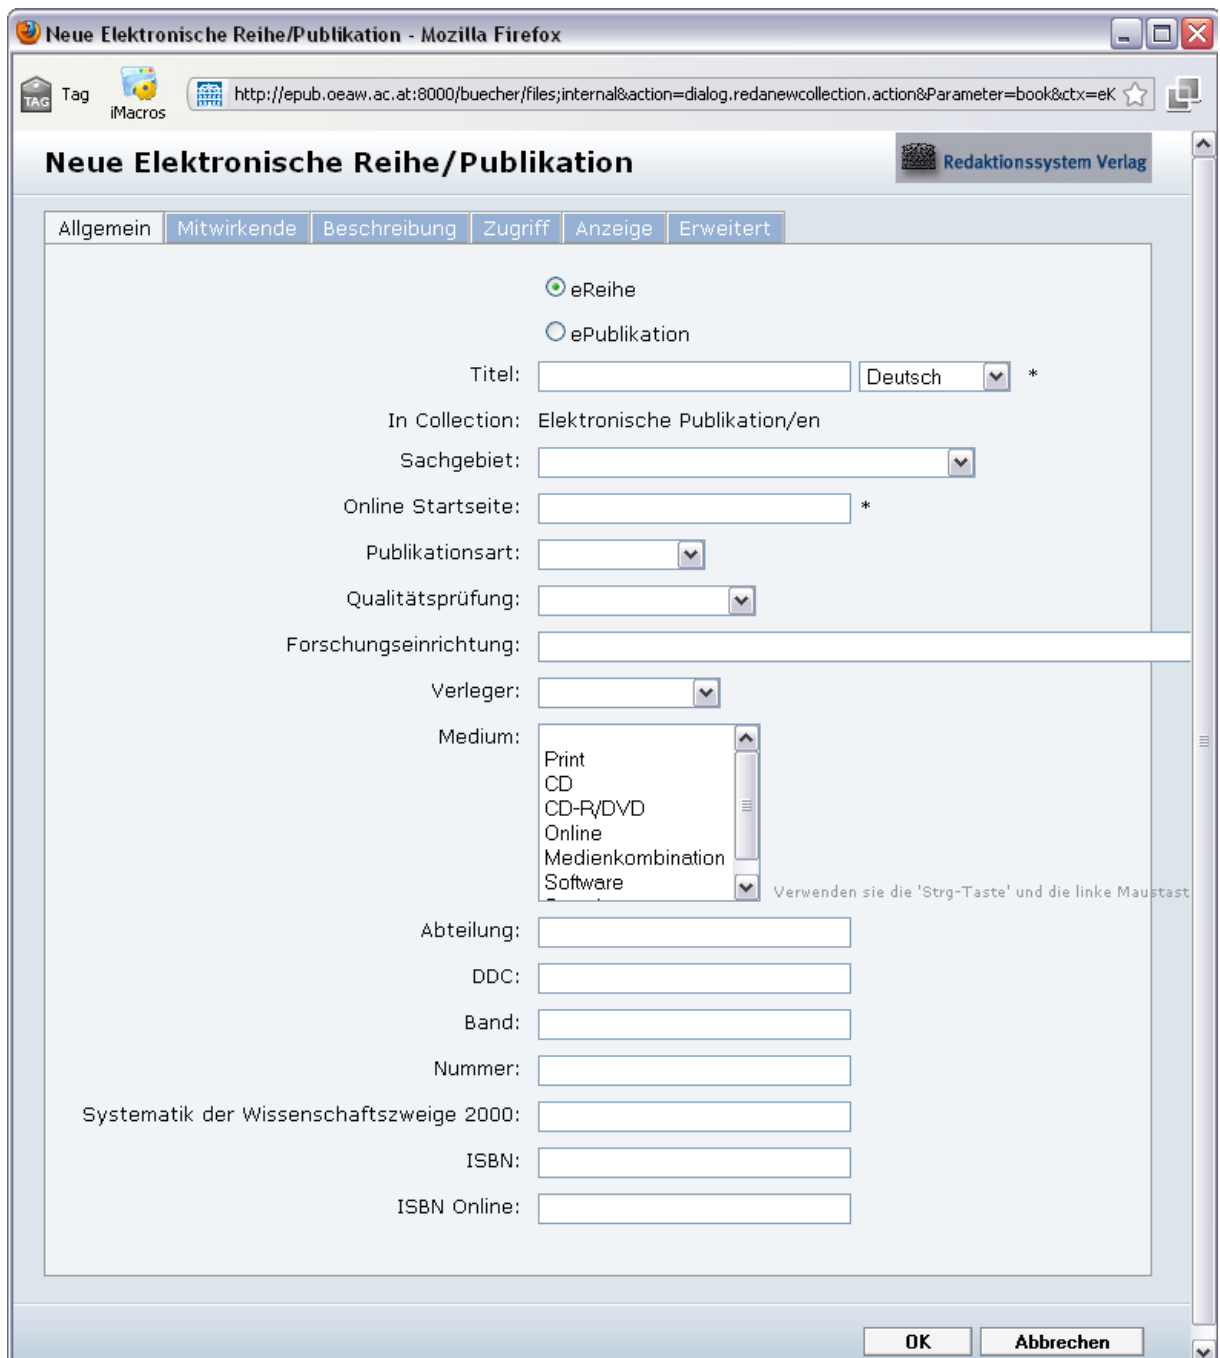 Neue Elektronische Reihe/Publikation - Mozilla Firefox
TAG Tag iMacros http://epub.oeaw.ac.at:8000/buecher/files;internal&action=dialog.redanewcollection.action&Parameter=book&ctx=eK
Neue Elektronische Reihe/Publikation Redaktionssystem Verlag
Allgemein Mitwirkende Beschreibung Zugriff Anzeige Erweitert
eReihe
ePublikation
Titel: Deutsch *
In Collection: Elektronische Publikation/en
Sachgebiet:
Online Startseite: *
Publikationsart:
Qualitätsprüfung:
Forschungseinrichtung:
Verleger:
Medium:
Print
CD
CD-R/DVD
Online
Medienkombination
Software
Verwenden sie die 'Strg-Taste' und die linke Maustast
Abteilung:
DDC:
Band:
Nummer:
Systematik der Wissenschaftszweige 2000:
ISBN:
ISBN Online:
OK Abbrechen